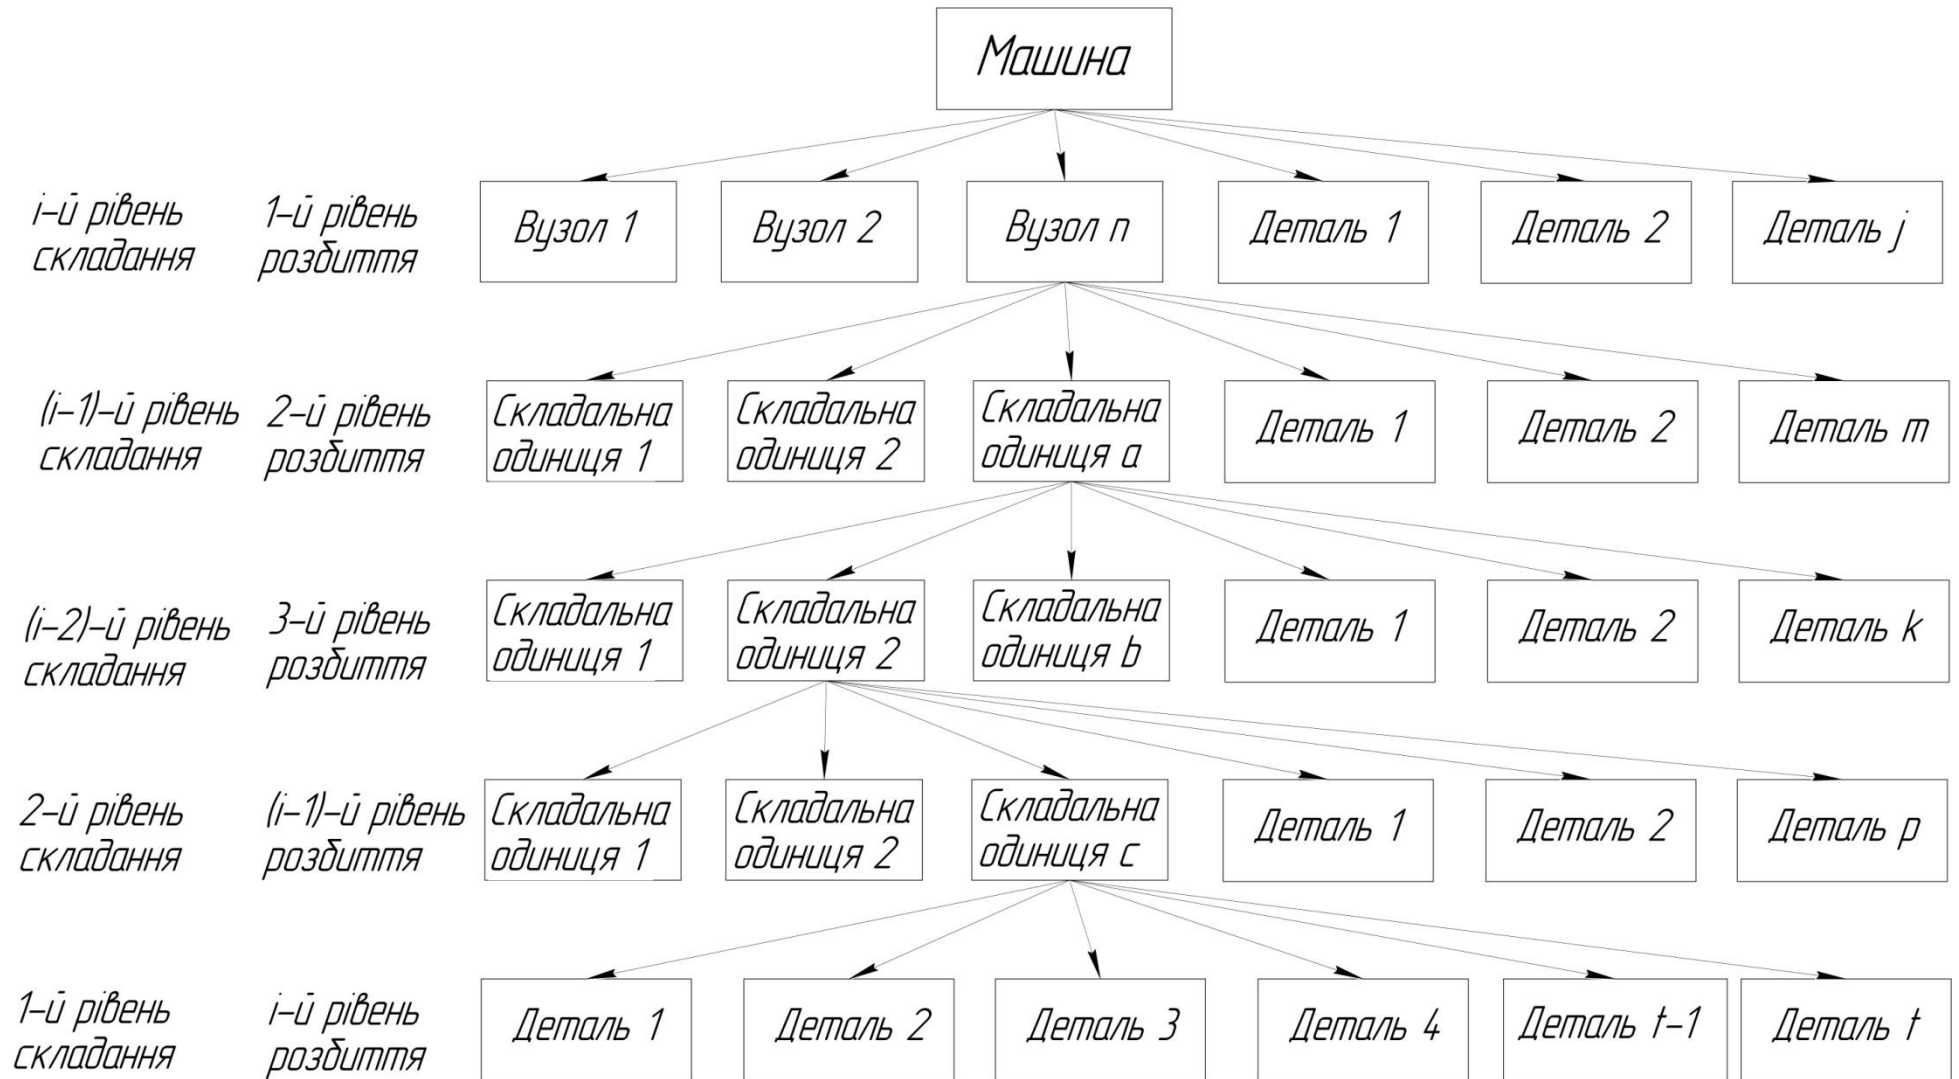 Машина
і-й рівень
складання
1-й рівень
розбиття
Вузол 1
Вузол 2
Вузол n
Деталь 1
Деталь 2
Деталь j
(i-1)-й рівень
складання
2-й рівень
розбиття
Складальна
одиниця 1
Складальна
одиниця 2
Складальна
одиниця a
Деталь 1
Деталь 2
Деталь m
(i-2)-й рівень
складання
3-й рівень
розбиття
Складальна
одиниця 1
Складальна
одиниця 2
Складальна
одиниця b
Деталь 1
Деталь 2
Деталь k
2-й рівень
складання
(i-1)-й рівень
розбиття
Складальна
одиниця 1
Складальна
одиниця 2
Складальна
одиниця c
Деталь 1
Деталь 2
Деталь p
1-й рівень
складання
і-й рівень
розбиття
Деталь 1
Деталь 2
Деталь 3
Деталь 4
Деталь t-1
Деталь t